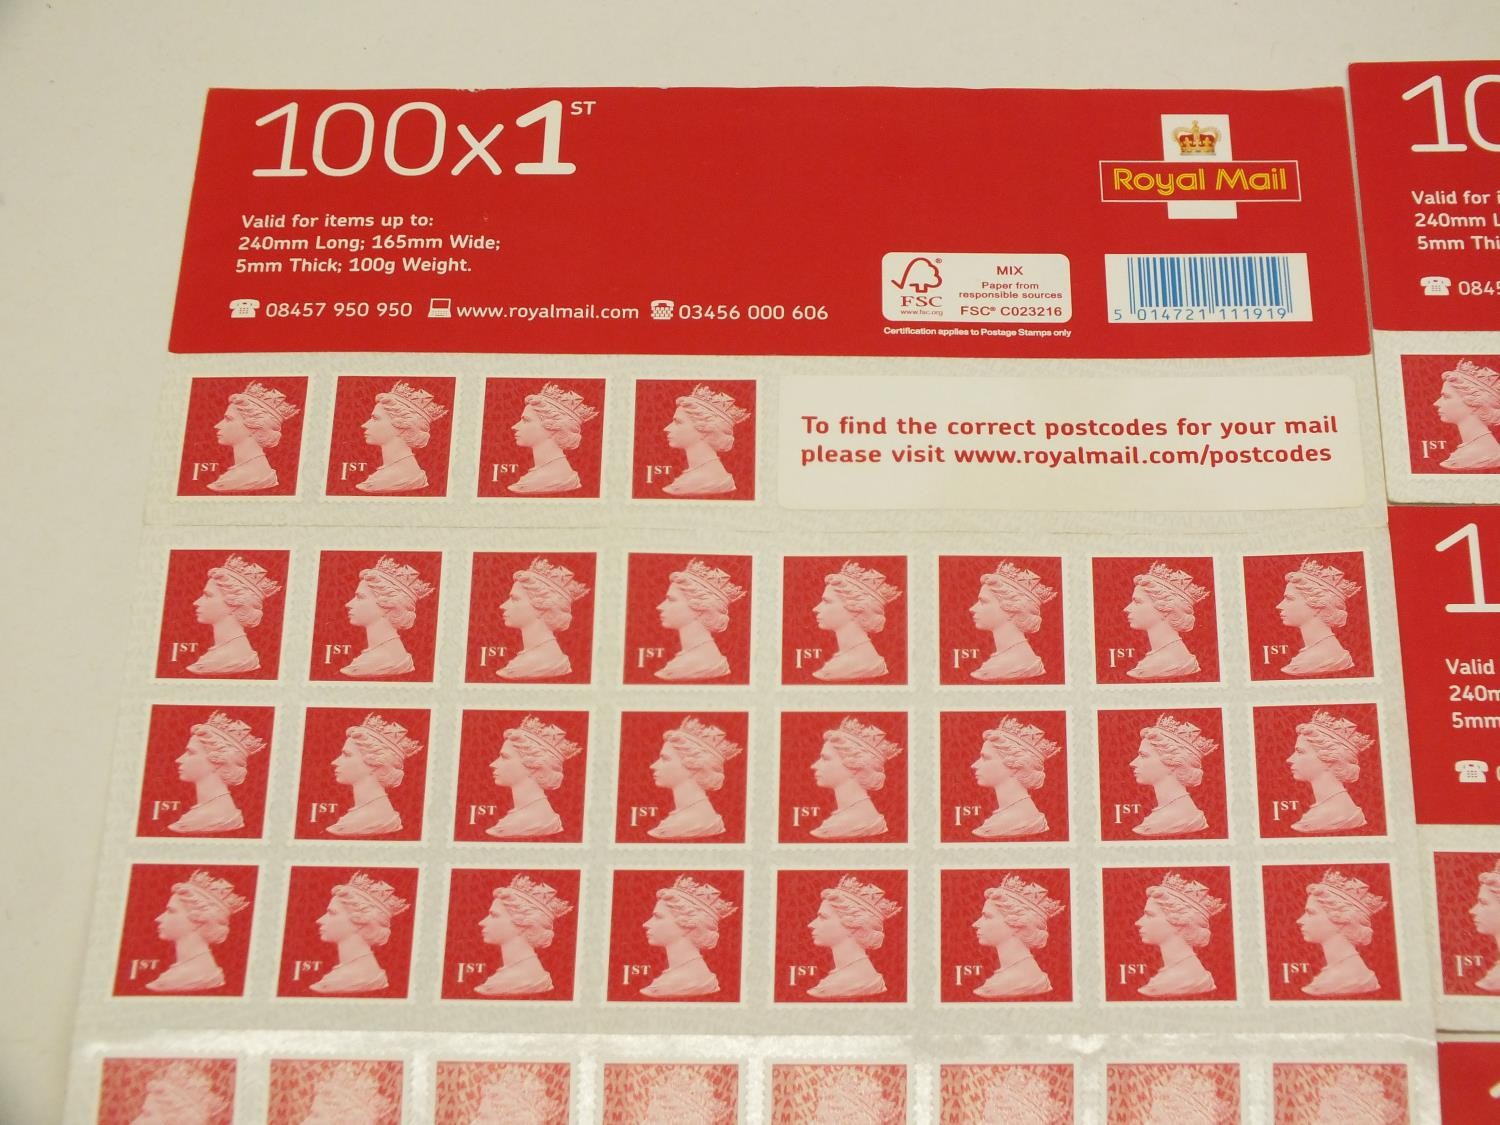 100x1ST
Valid for items up to:
240mm Long; 165mm Wide;
5mm Thick; 100g Weight.
08457 950 950 www.royalmail.com 03456 000 606
Royal Mail
FSC®
www.fsc.org
MIX
Paper from
responsible sources
FSC® C023216
Certification applies to Postage Stamps only
5 014721 111919
1ST 1ST 1ST 1ST
To find the correct postcodes for your mail
please visit www.royalmail.com/postcodes
1ST 1ST 1ST 1ST 1ST 1ST 1ST 1ST
1ST 1ST 1ST 1ST 1ST 1ST 1ST 1ST
1ST 1ST 1ST 1ST 1ST 1ST 1ST 1ST
10
Valid for
240mm
5mm
0845
1ST
1
Valid
5mm
1ST